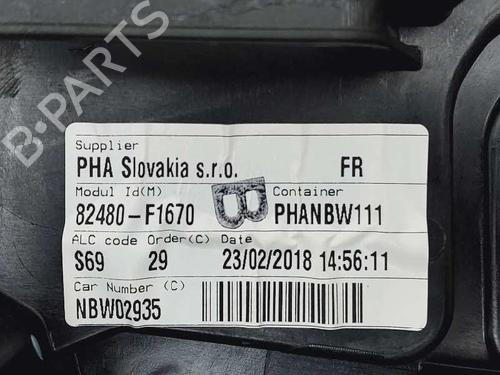 B-PARTS
Supplier
PHA Slovakia s.r.o. FR
Modul Id(M) Container
82480-F1670 B PHANBW111
ALC code Order(C) Date
S69 29 23/02/2018 14:56:11
Car Number (C)
NBW02935